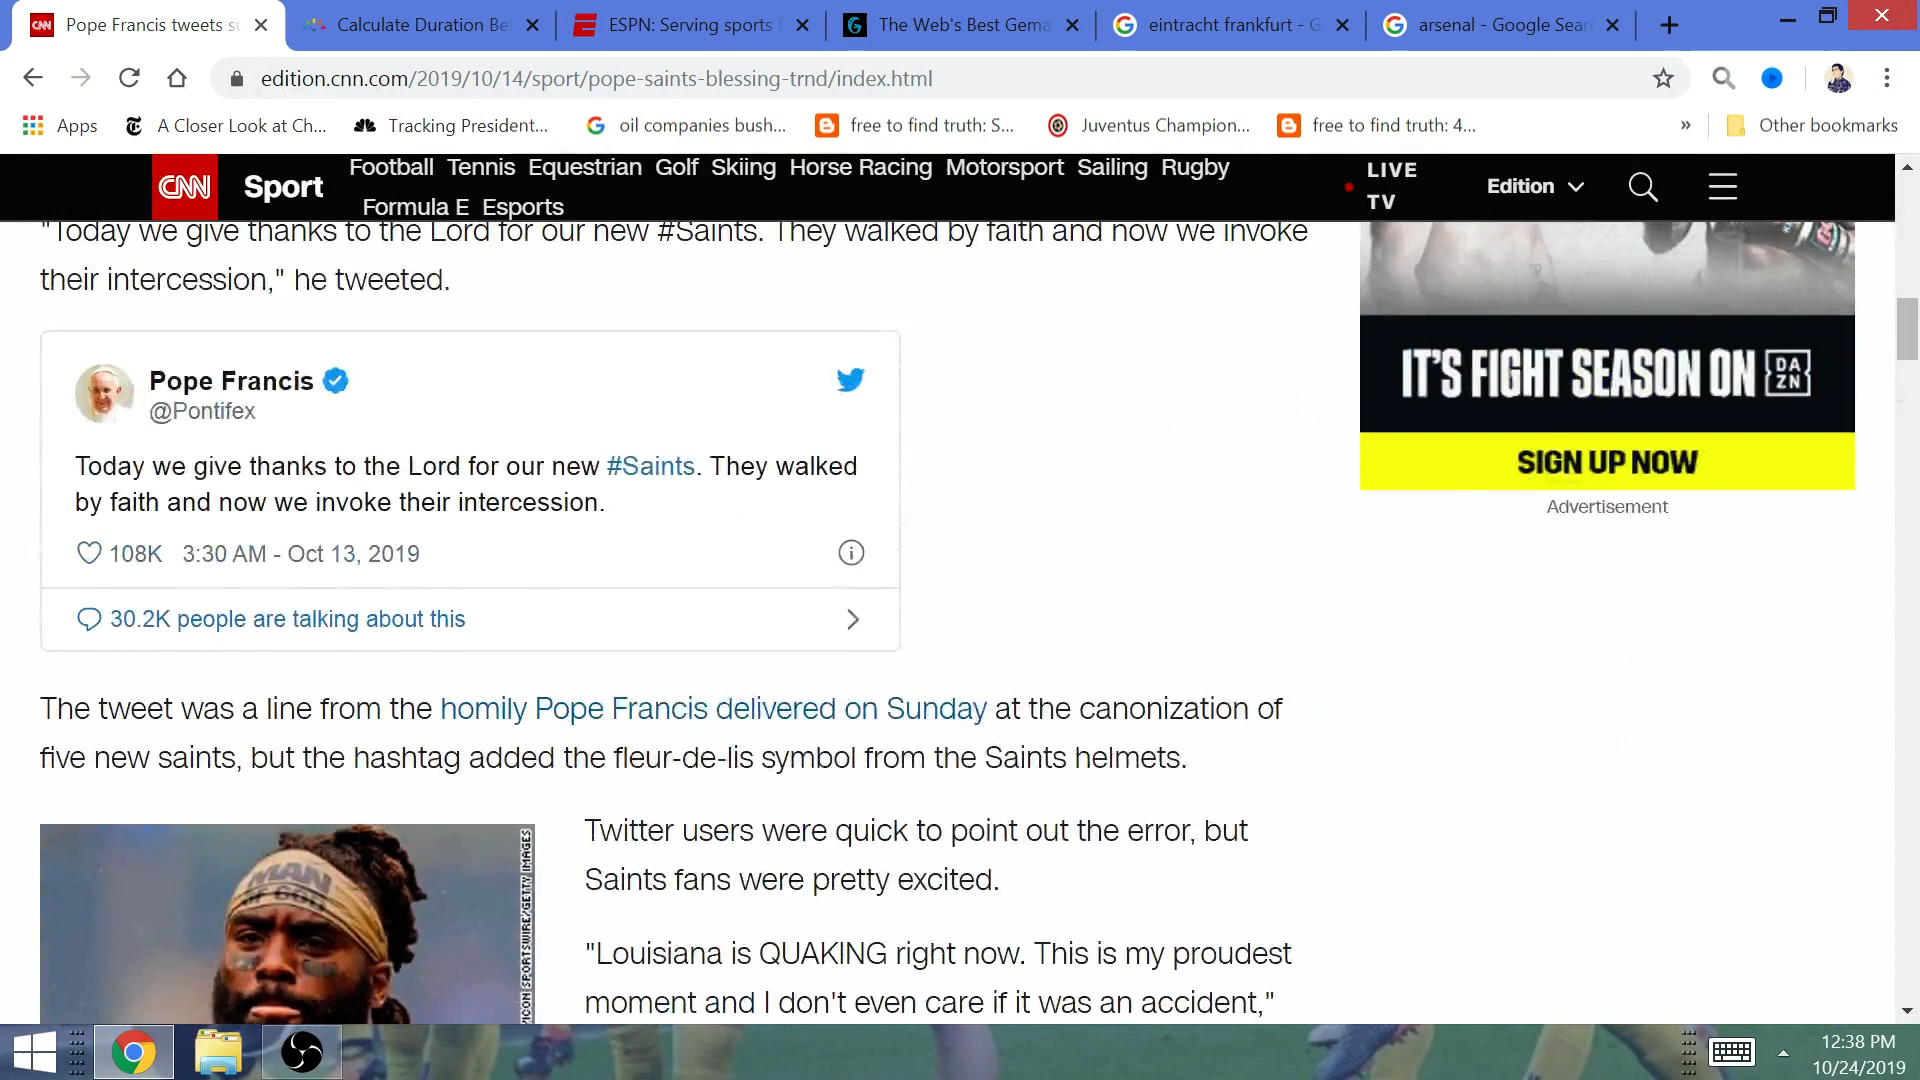 Pope Francis tweets su
Calculate Duration Be
ESPN: Serving sports f
The Web's Best Gema
eintracht frankfurt - G
arsenal - Google Sear
edition.cnn.com/2019/10/14/sport/pope-saints-blessing-trnd/index.html
Apps
A Closer Look at Ch...
Tracking President...
oil companies bush...
free to find truth: S...
Juventus Champion...
free to find truth: 4...
»
Other bookmarks
CNN Sport
Football Tennis Equestrian Golf Skiing Horse Racing Motorsport Sailing Rugby
Formula E Esports
LIVE
TV
Edition
"Today we give thanks to the Lord for our new #Saints. They walked by faith and now we invoke
their intercession," he tweeted.
Pope Francis
@Pontifex
Today we give thanks to the Lord for our new #Saints. They walked
by faith and now we invoke their intercession.
108K 3:30 AM - Oct 13, 2019
30.2K people are talking about this
IT'S FIGHT SEASON ON DAZN
SIGN UP NOW
Advertisement
The tweet was a line from the homily Pope Francis delivered on Sunday at the canonization of
five new saints, but the hashtag added the fleur-de-lis symbol from the Saints helmets.
MAN
OF GOD
ICON SPORTSWIRE/GETTY IMAGES
Twitter users were quick to point out the error, but
Saints fans were pretty excited.
"Louisiana is QUAKING right now. This is my proudest
moment and I don't even care if it was an accident,"
12:38 PM
10/24/2019